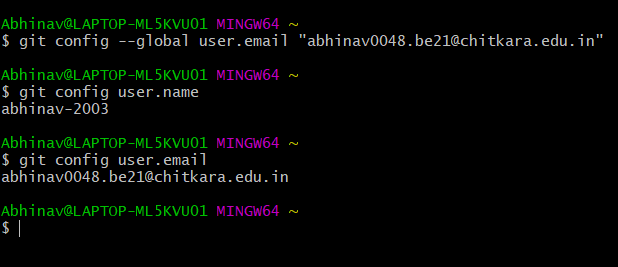 Abhinav@LAPTOP-ML5KVU01 MINGW64 ~
$ git config --global user.email "abhinav0048.be21@chitkara.edu.in"
Abhinav@LAPTOP-ML5KVU01 MINGW64 ~
$ git config user.name
abhinav-2003
Abhinav@LAPTOP-ML5KVU01 MINGW64 ~
$ git config user.email
abhinav0048.be21@chitkara.edu.in
Abhinav@LAPTOP-ML5KVU01 MINGW64 ~
$